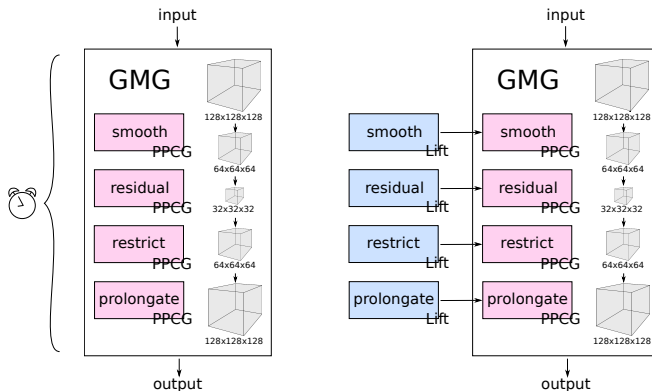 input
GMG
128x128x128
smooth
PPCG
64x64x64
residual
PPCG
32x32x32
restrict
PPCG
64x64x64
prolongate
PPCG
128x128x128
output
input
GMG
128x128x128
smooth
Lift
smooth
PPCG
64x64x64
residual
Lift
residual
PPCG
32x32x32
restrict
Lift
restrict
PPCG
64x64x64
prolongate
Lift
prolongate
PPCG
128x128x128
output